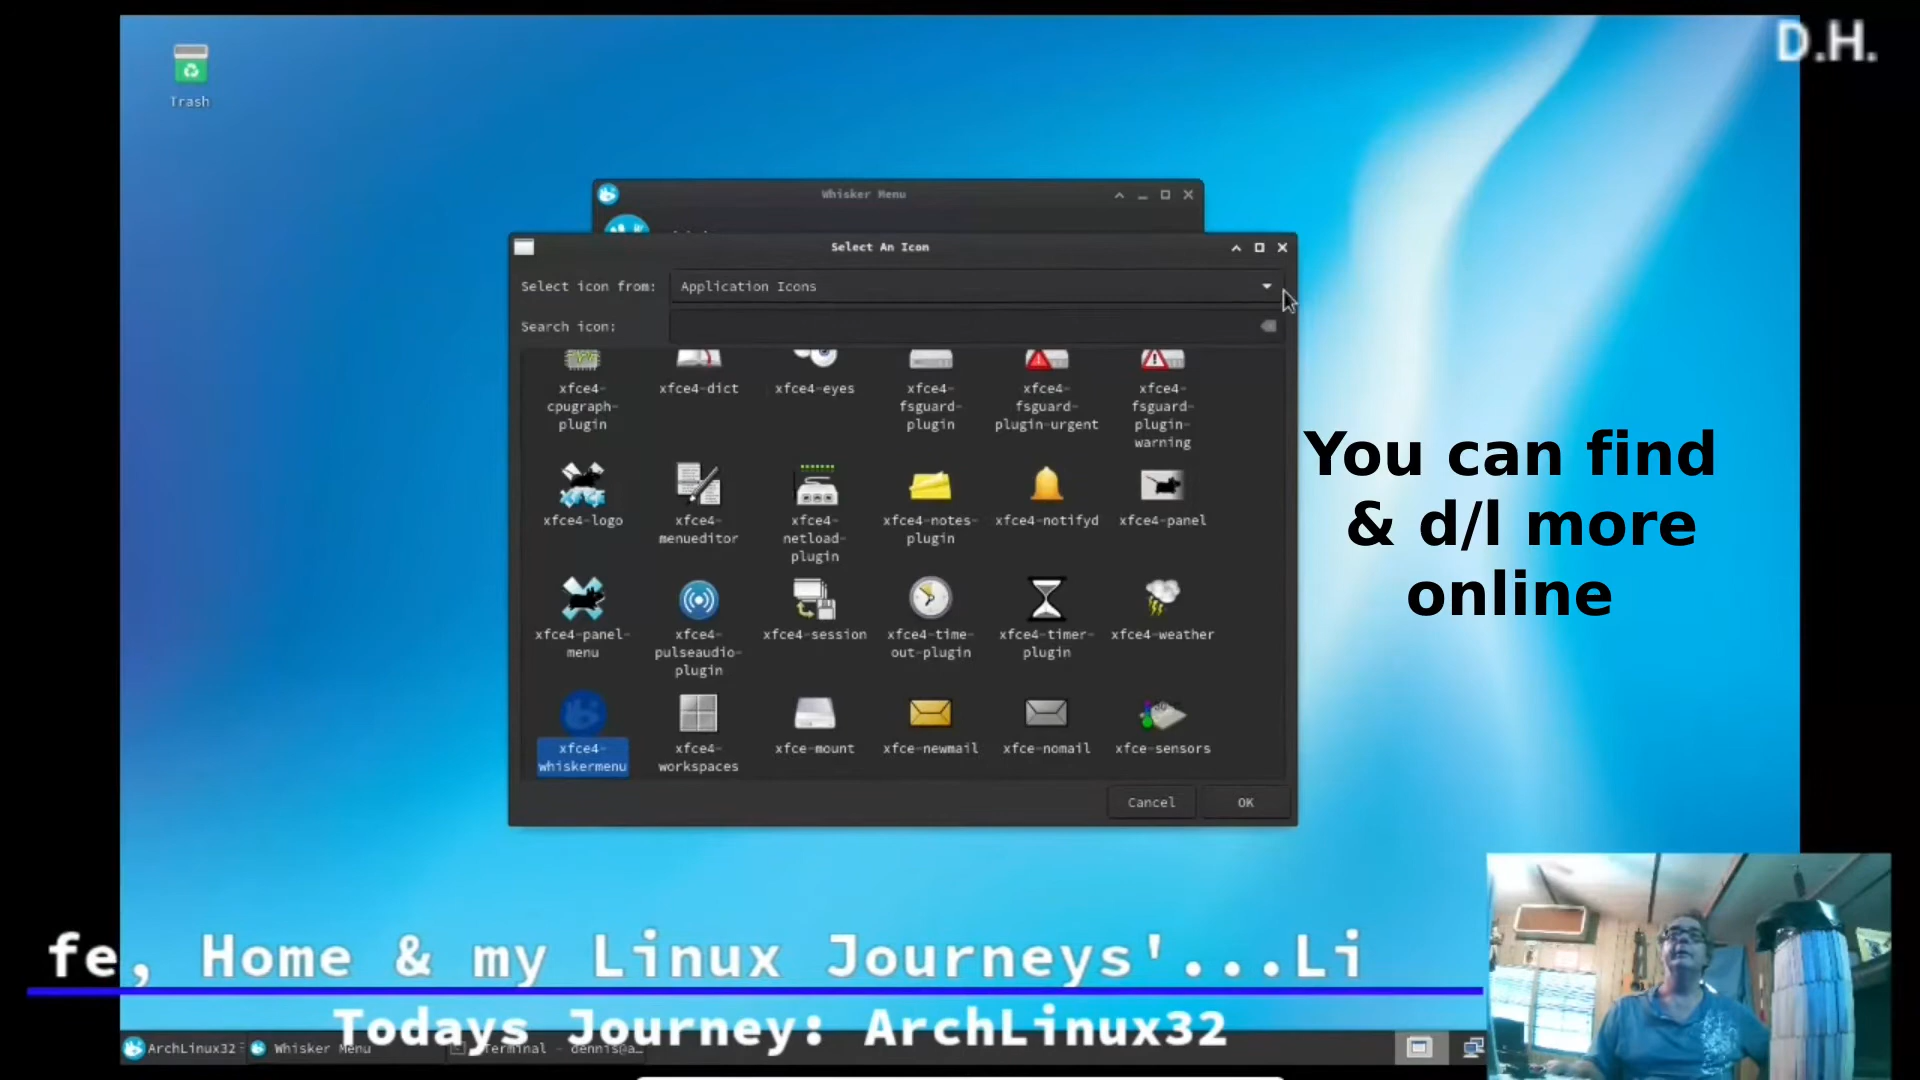 D.H.
Trash
Whisker Menu
Select An Icon
Select icon from: Application Icons
Search icon:
xfce4-cpugraph-plugin
xfce4-dict
xfce4-eyes
xfce4-fsguard-plugin
xfce4-fsguard-plugin-urgent
xfce4-fsguard-plugin-warning
xfce4-logo
xfce4-menueditor
xfce4-netload-plugin
xfce4-notes-plugin
xfce4-notifyd
xfce4-panel
xfce4-panel-menu
xfce4-pulseaudio-plugin
xfce4-session
xfce4-time-out-plugin
xfce4-timer-plugin
xfce4-weather
xfce4-whiskermenu
xfce4-workspaces
xfce-mount
xfce-newmail
xfce-nomail
xfce-sensors
Cancel OK
You can find
& d/l more
online
fe, Home & my Linux Journeys'...Li
Todays Journey: ArchLinux32
ArchLinux32 Whisker Menu Terminal - dennis@a…